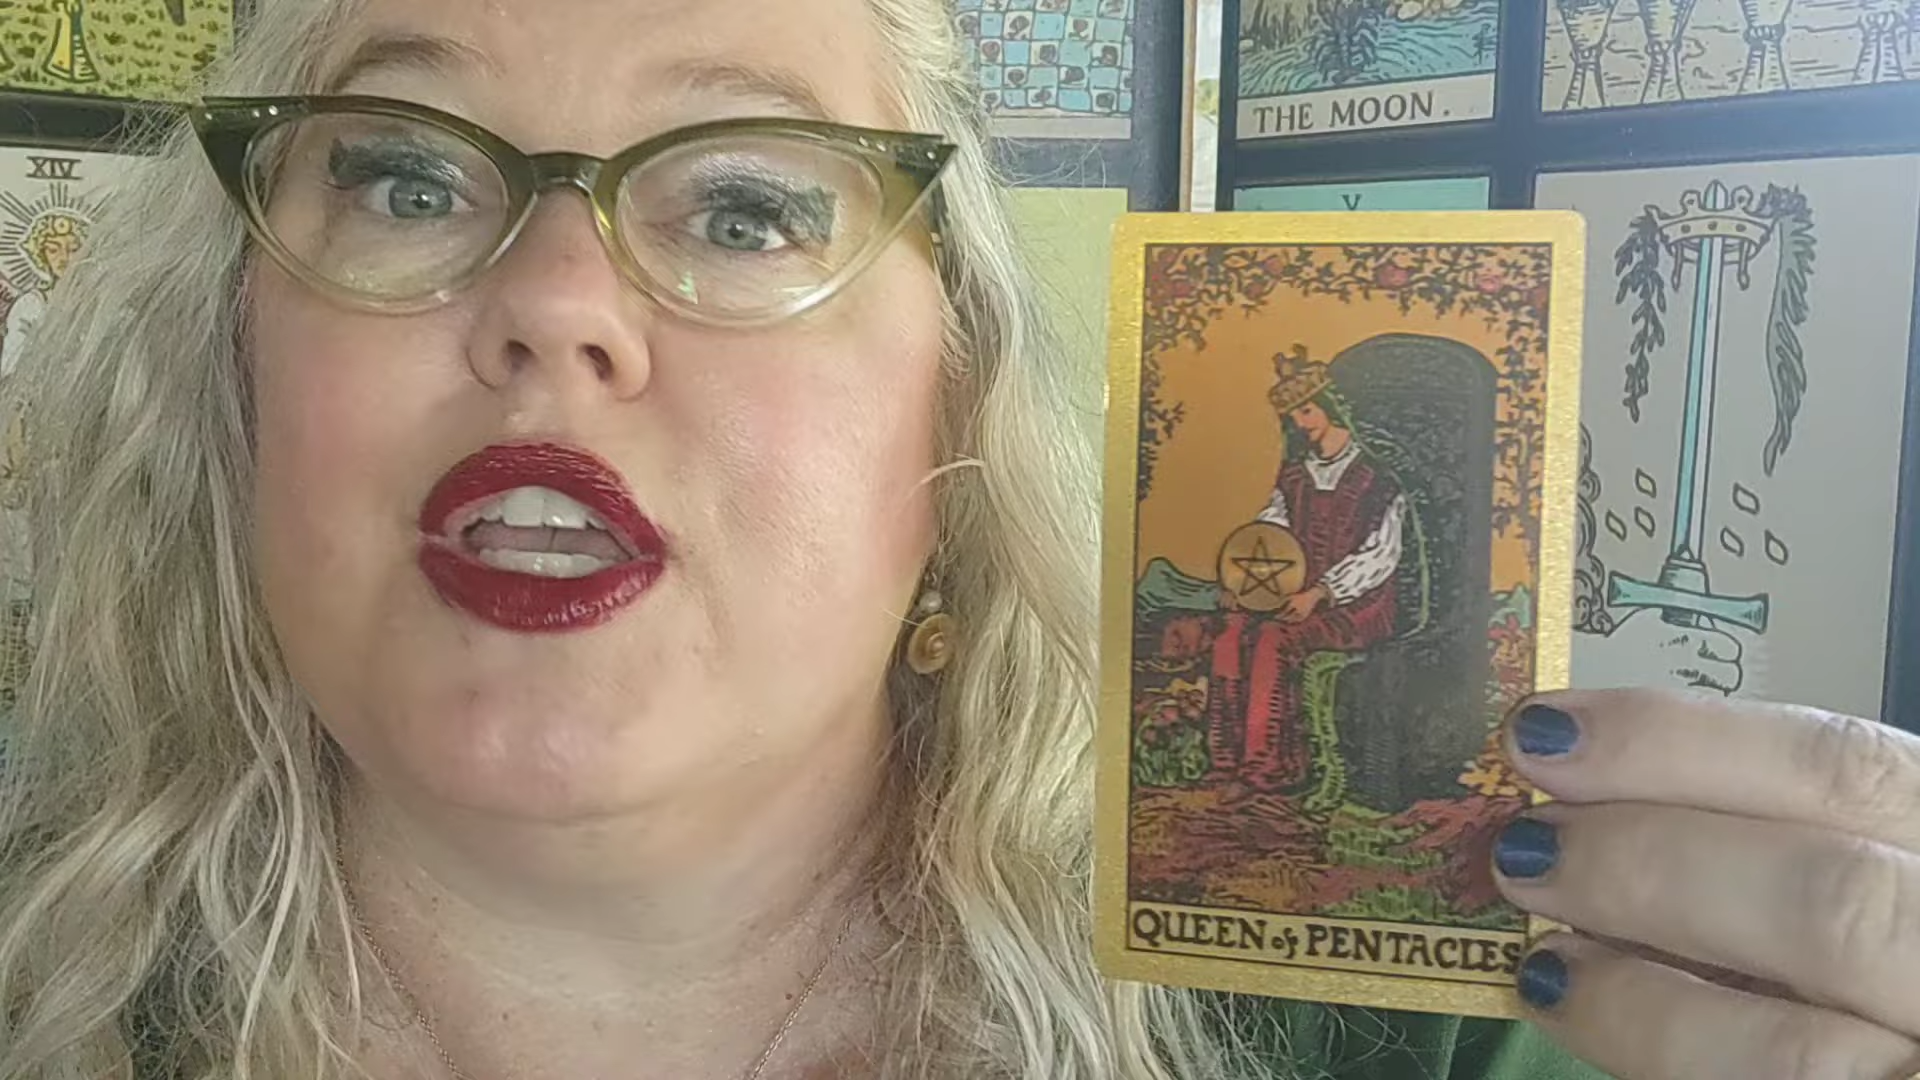 XIV
THE MOON.
V
QUEEN of PENTACLES